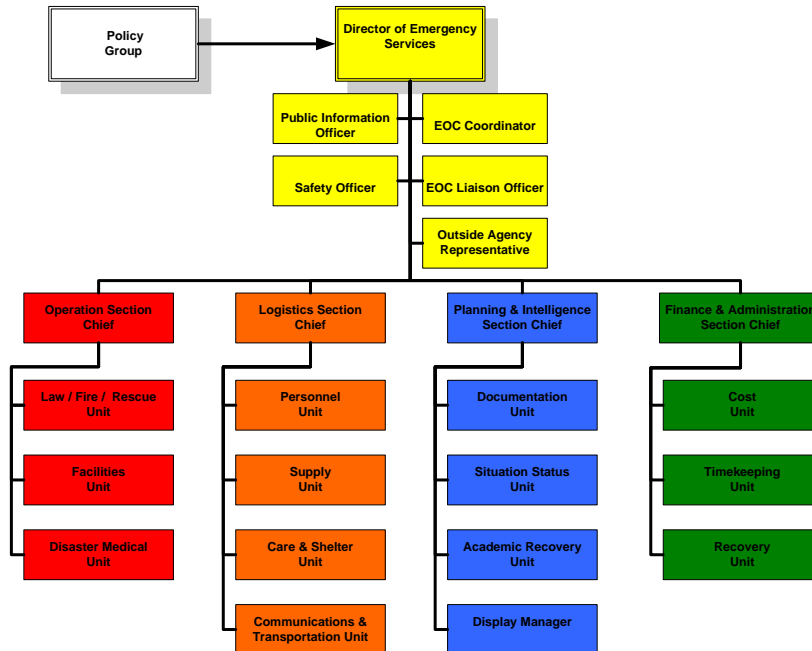 Policy
Group
Director of Emergency
Services
Public Information
Officer
EOC Coordinator
Safety Officer
EOC Liaison Officer
Outside Agency
Representative
Operation Section
Chief
Logistics Section
Chief
Planning & Intelligence
Section Chief
Finance & Administration
Section Chief
Law / Fire / Rescue
Unit
Personnel
Unit
Documentation
Unit
Cost
Unit
Facilities
Unit
Supply
Unit
Situation Status
Unit
Timekeeping
Unit
Disaster Medical
Unit
Care & Shelter
Unit
Academic Recovery
Unit
Recovery
Unit
Communications &
Transportation Unit
Display Manager